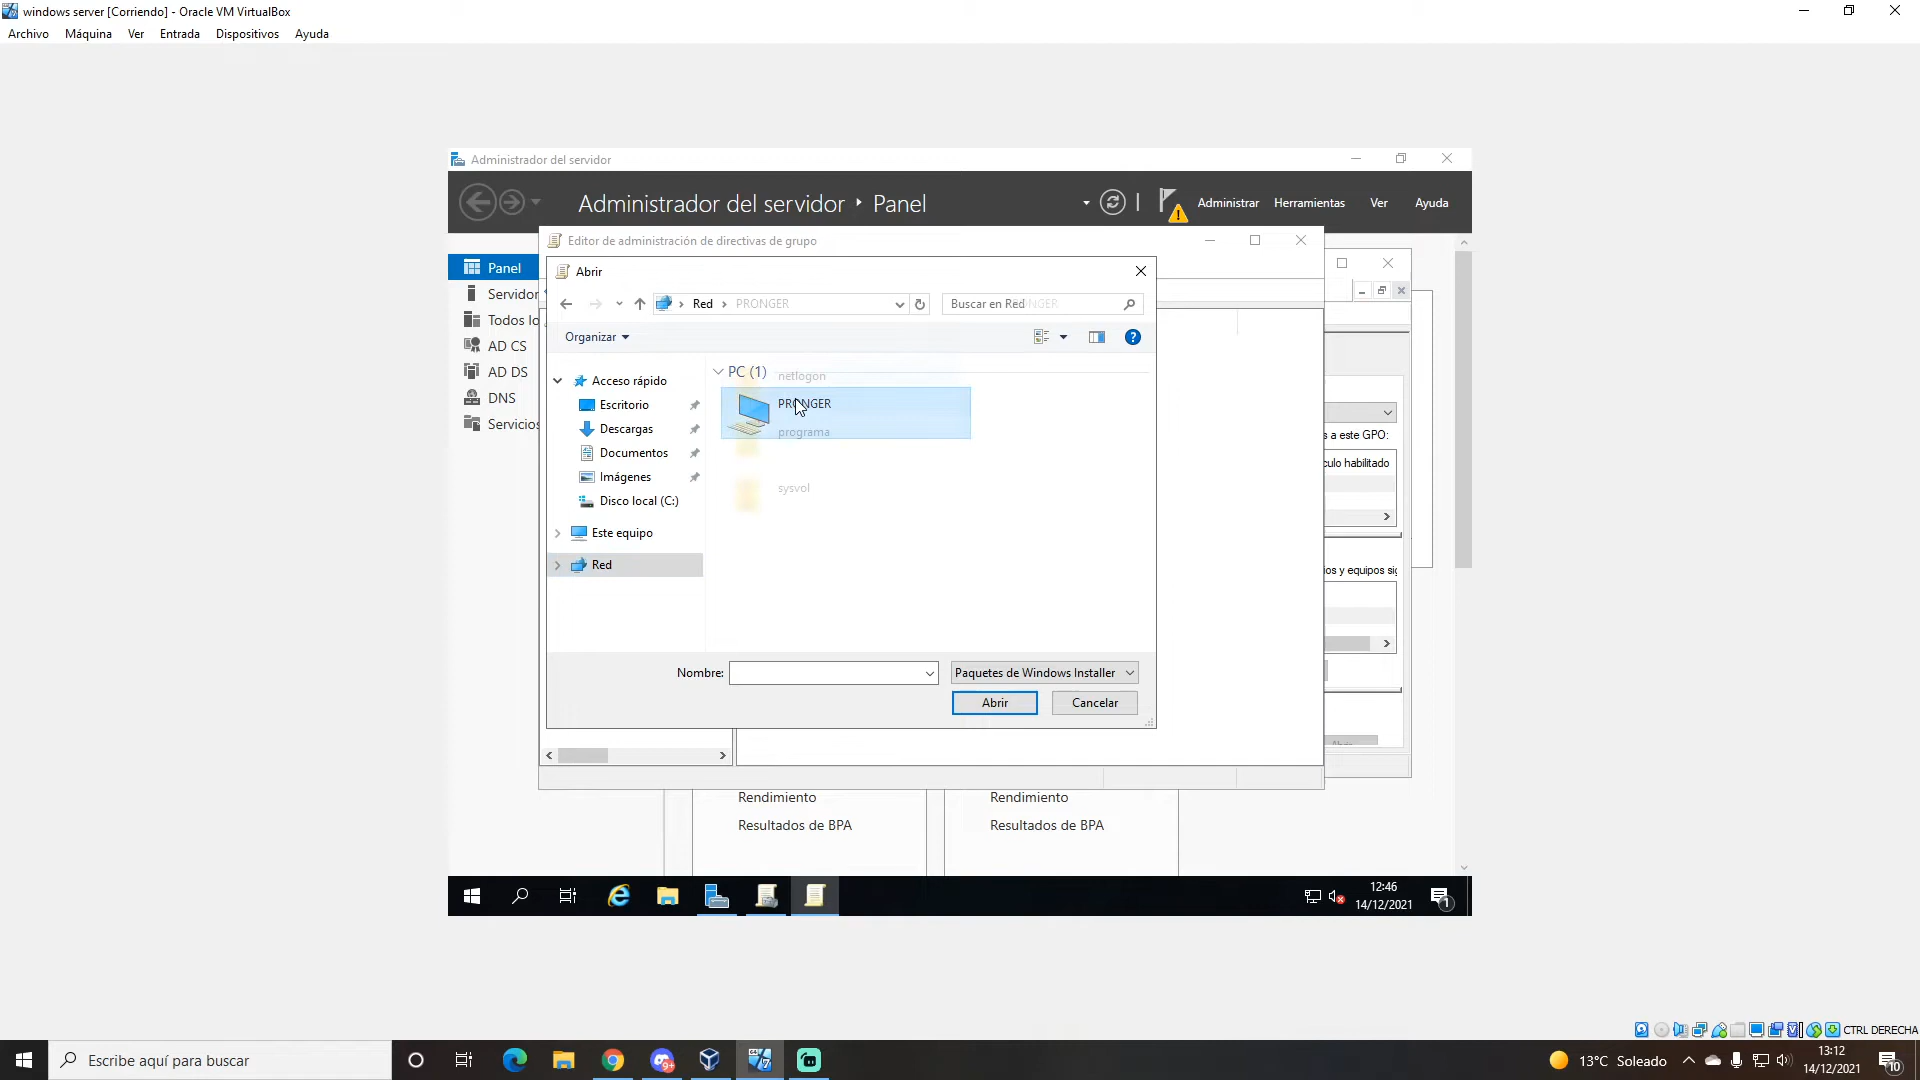 windows server [Corriendo] - Oracle VM VirtualBox
Archivo Máquina Ver Entrada Dispositivos Ayuda
Administrador del servidor
Administrador del servidor ‣ Panel
Administrar Herramientas Ver Ayuda
Editor de administración de directivas de grupo
Panel
Servidor
Todos lo
AD CS
AD DS
DNS
Servicios
Abrir
Red › PRONGER
Buscar en Red
Organizar
Acceso rápido
Escritorio
Descargas
Documentos
Imágenes
Disco local (C:)
Este equipo
Red
PC (1)
netlogon
PRONGER
programa
sysvol
Nombre:
Paquetes de Windows Installer
Abrir
Cancelar
s a este GPO:
culo habilitado
ios y equipos sig
Rendimiento
Resultados de BPA
Rendimiento
Resultados de BPA
12:46
14/12/2021
1
CTRL DERECHA
Escribe aquí para buscar
9+
13°C Soleado
13:12
14/12/2021
10